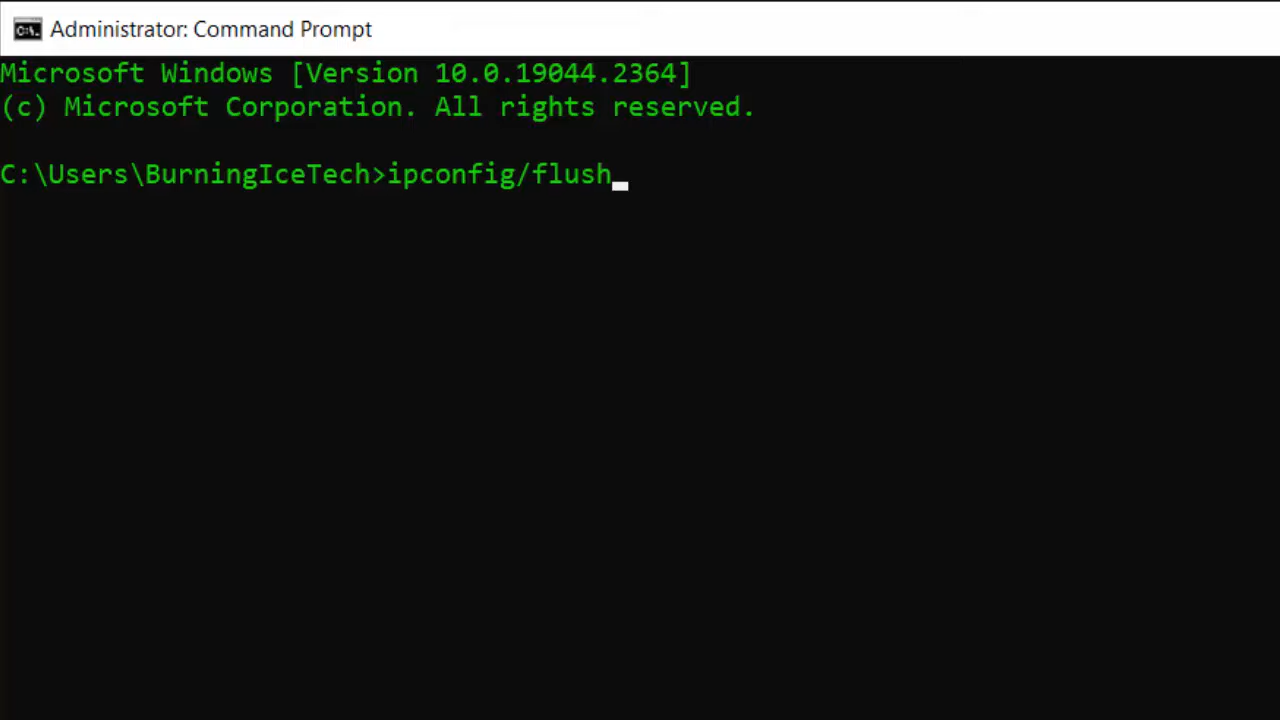 Administrator: Command Prompt
Microsoft Windows [Version 10.0.19044.2364]
(c) Microsoft Corporation. All rights reserved.
C:\Users\BurningIceTech>ipconfig/flush